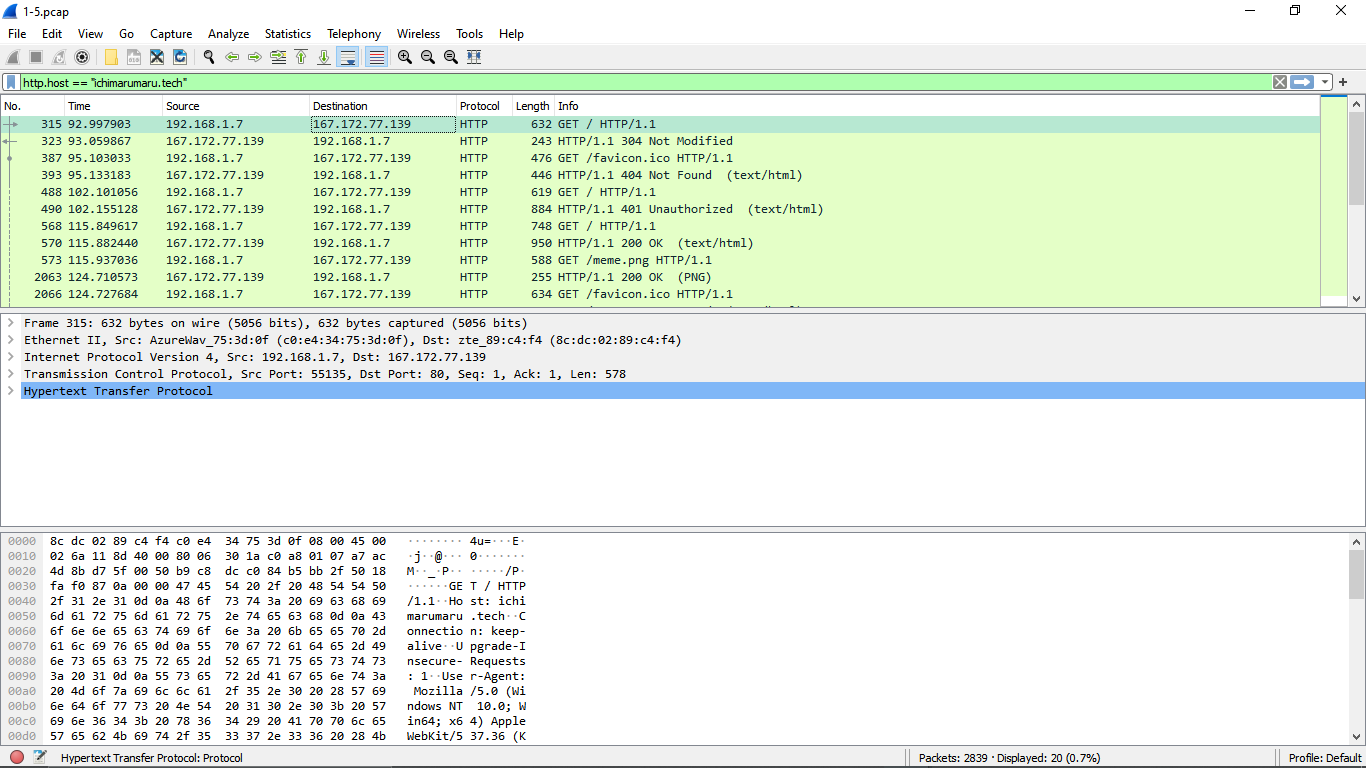 1-5.pcap
File Edit View Go Capture Analyze Statistics Telephony Wireless Tools Help
http.host == "ichimarumaru.tech"
No. Time Source Destination Protocol Length Info
315 92.997903 192.168.1.7 167.172.77.139 HTTP 632 GET / HTTP/1.1
323 93.059867 167.172.77.139 192.168.1.7 HTTP 243 HTTP/1.1 304 Not Modified
387 95.103033 192.168.1.7 167.172.77.139 HTTP 476 GET /favicon.ico HTTP/1.1
393 95.133183 167.172.77.139 192.168.1.7 HTTP 446 HTTP/1.1 404 Not Found (text/html)
488 102.101056 192.168.1.7 167.172.77.139 HTTP 619 GET / HTTP/1.1
490 102.155128 167.172.77.139 192.168.1.7 HTTP 884 HTTP/1.1 401 Unauthorized (text/html)
568 115.849617 192.168.1.7 167.172.77.139 HTTP 748 GET / HTTP/1.1
570 115.882440 167.172.77.139 192.168.1.7 HTTP 950 HTTP/1.1 200 OK (text/html)
573 115.937036 192.168.1.7 167.172.77.139 HTTP 588 GET /meme.png HTTP/1.1
2063 124.710573 167.172.77.139 192.168.1.7 HTTP 255 HTTP/1.1 200 OK (PNG)
2066 124.727684 192.168.1.7 167.172.77.139 HTTP 634 GET /favicon.ico HTTP/1.1
Frame 315: 632 bytes on wire (5056 bits), 632 bytes captured (5056 bits)
Ethernet II, Src: AzureWav_75:3d:0f (c0:e4:34:75:3d:0f), Dst: zte_89:c4:f4 (8c:dc:02:89:c4:f4)
Internet Protocol Version 4, Src: 192.168.1.7, Dst: 167.172.77.139
Transmission Control Protocol, Src Port: 55135, Dst Port: 80, Seq: 1, Ack: 1, Len: 578
Hypertext Transfer Protocol
0000 8c dc 02 89 c4 f4 c0 e4 34 75 3d 0f 08 00 45 00 ········ 4u=···E·
0010 02 6a 11 8d 40 00 80 06 30 1a c0 a8 01 07 a7 ac ·j··@··· 0·······
0020 4d 8b d7 5f 00 50 b9 c8 dc c0 84 b5 bb 2f 50 18 M··_·P·· ·····/P·
0030 fa f0 87 0a 00 00 47 45 54 20 2f 20 48 54 54 50 ······GE T / HTTP
0040 2f 31 2e 31 0d 0a 48 6f 73 74 3a 20 69 63 68 69 /1.1··Ho st: ichi
0050 6d 61 72 75 6d 61 72 75 2e 74 65 63 68 0d 0a 43 marumaru .tech··C
0060 6f 6e 6e 65 63 74 69 6f 6e 3a 20 6b 65 65 70 2d onnectio n: keep-
0070 61 6c 69 76 65 0d 0a 55 70 67 72 61 64 65 2d 49 alive··U pgrade-I
0080 6e 73 65 63 75 72 65 2d 52 65 71 75 65 73 74 73 nsecure- Requests
0090 3a 20 31 0d 0a 55 73 65 72 2d 41 67 65 6e 74 3a : 1··Use r-Agent:
00a0 20 4d 6f 7a 69 6c 6c 61 2f 35 2e 30 20 28 57 69 Mozilla /5.0 (Wi
00b0 6e 64 6f 77 73 20 4e 54 20 31 30 2e 30 3b 20 57 ndows NT 10.0; W
00c0 69 6e 36 34 3b 20 78 36 34 29 20 41 70 70 6c 65 in64; x6 4) Apple
00d0 57 65 62 4b 69 74 2f 35 33 37 2e 33 36 20 28 4b WebKit/5 37.36 (K
Hypertext Transfer Protocol: Protocol
Packets: 2839 · Displayed: 20 (0.7%)
Profile: Default